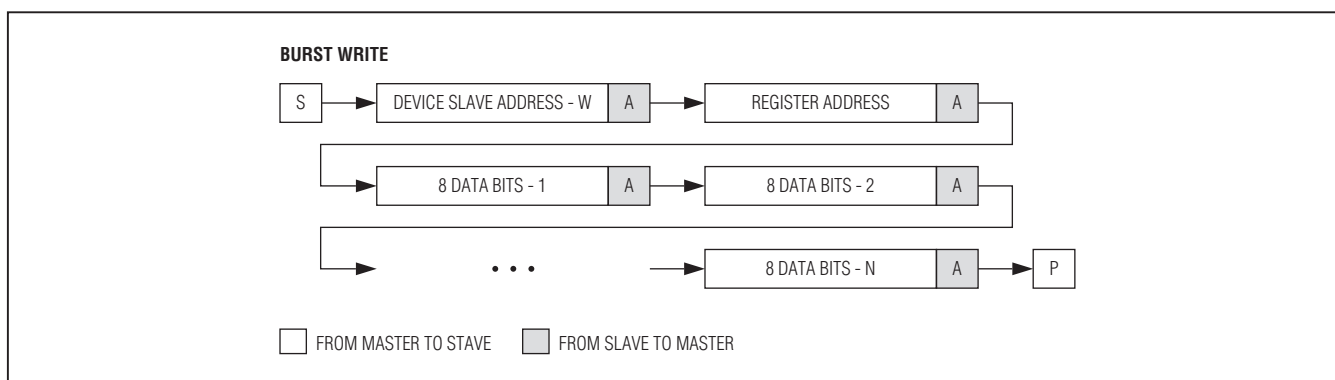 BURST WRITE
S DEVICE SLAVE ADDRESS - W A REGISTER ADDRESS A
8 DATA BITS - 1 A 8 DATA BITS - 2 A
• • • 8 DATA BITS - N A P
FROM MASTER TO STAVE FROM SLAVE TO MASTER